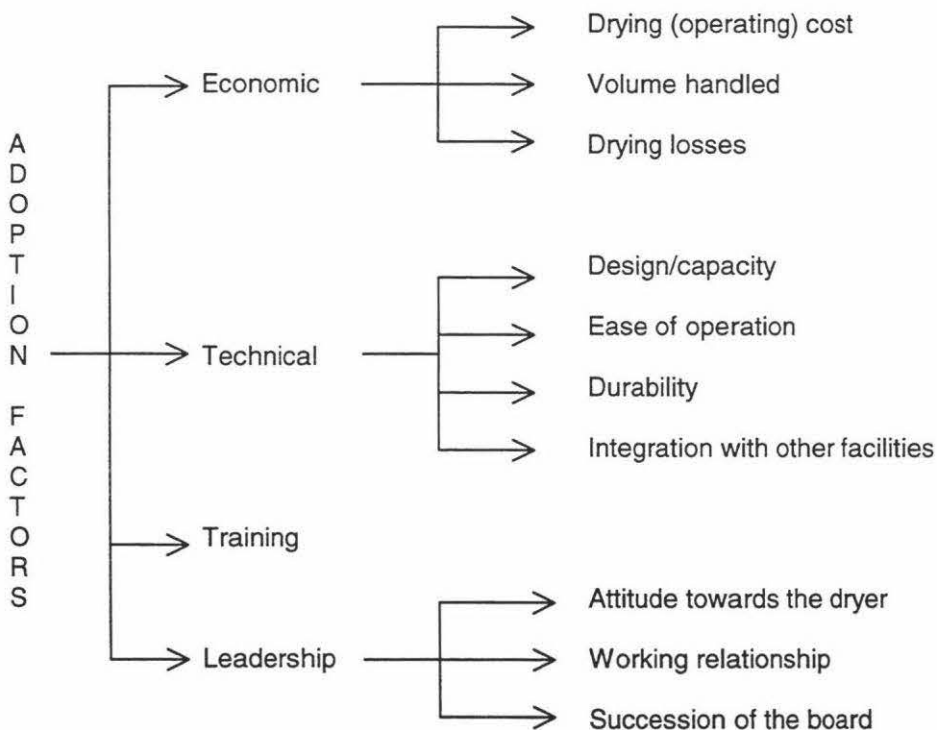 ADOPTION FACTORS
Economic
Drying (operating) cost
Volume handled
Drying losses
Technical
Design/capacity
Ease of operation
Durability
Integration with other facilities
Training
Leadership
Attitude towards the dryer
Working relationship
Succession of the board